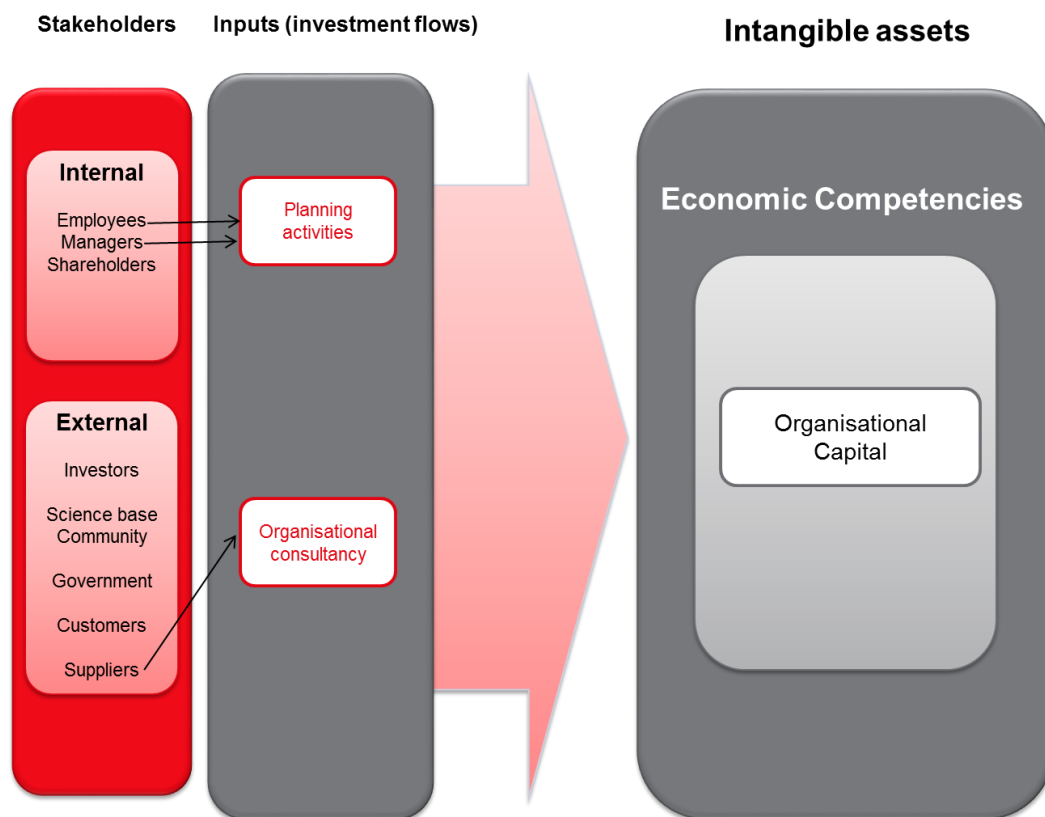 Stakeholders
Inputs (investment flows)
Intangible assets
Internal
Employees
Managers
Shareholders
Planning
activities
Economic Competencies
External
Investors
Science base
Community
Government
Customers
Suppliers
Organisational
consultancy
Organisational
Capital